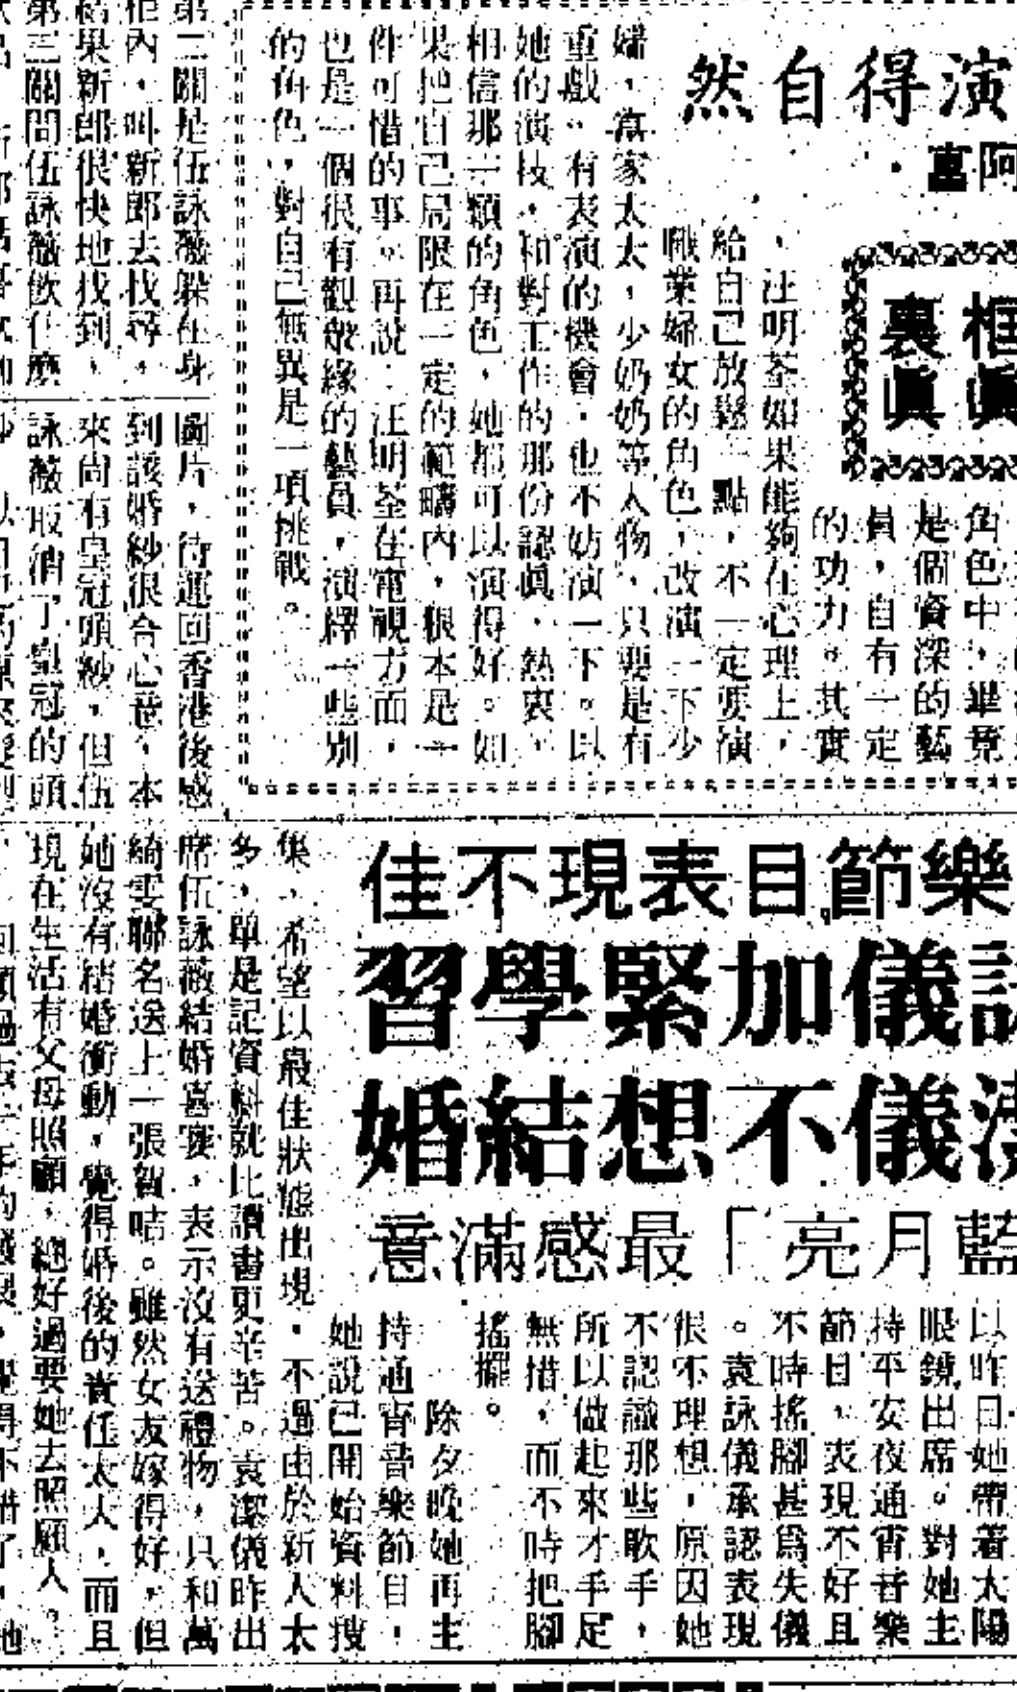 演得自然
阿裏．
框裏
眞眞
角色中，畢竟
是個資深的藝
員，自有一定
的功力。其實
，汪明荃如果能夠在心理上，
給自己放鬆一點，不一定要演
職業婦女的角色，改演一下少
婦，富家太太，少奶奶等人物，只要是有
重戲。有表演的機會，也不妨演一下。以
她的演技，和對工作的那份認眞，熱衷，
相信那一類的角色，她都可以演得好。如
果把自己局限在一定的範疇內，根本是一
件可惜的事。再說，汪明荃在電視方面，
也是一個很有觀衆緣的藝員，演繹一些別
的角色，對自己無異是一項挑戰。
第二關是伍詠薇躲在身
柜內，叫新郎去找尋，
結果新郎很快地找到，
第三關問伍詠薇飲什麼
圖片，待運回香港後感
到該婚紗很合心意，本
來尚有皇冠頭紗，但伍
詠薇取消了皇冠的頭
樂節目表現不佳
詠儀加緊學習
潔儀不想結婚
藍月亮「最感滿意
以昨日她帶着太陽
眼鏡出席。對她主
持平安夜通宵音樂
節目，表現不好且
不時搖腳甚爲失儀
。袁詠儀承認表現
很不理想，原因她
不認識那些歌手，
所以做起來才手足
無措，而不時把腳
搖擺。
除夕晚她再主
持通宵音樂節目，
她說已開始資料搜
集，希望以最佳狀態出現，不過由於新人太
多，單是記資料就比讀書更辛苦。袁潔儀昨出
席伍詠薇結婚喜宴，表示沒有送禮物，只和萬
綺雯聯名送上一張賀咭。雖然女友嫁得好，但
她沒有結婚衝動，覺得婚後的責任太大，而且
現在生活有父母照顧，總好過要她去照顧人。